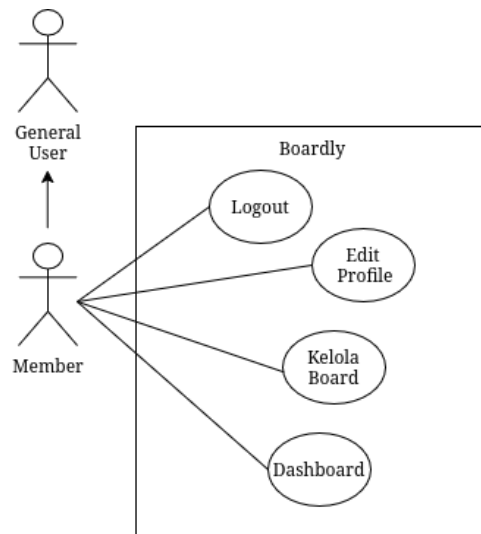 General
User
Boardly
Logout
Edit
Profile
Member
Kelola
Board
Dashboard